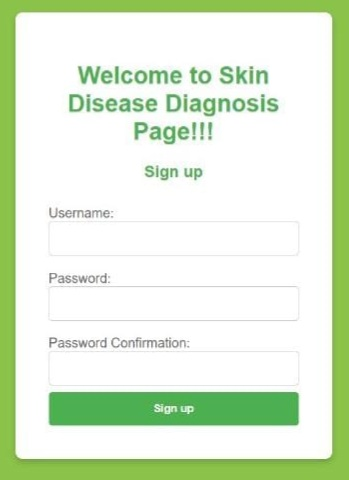 Welcome to Skin
Disease Diagnosis
Page!!!
Sign up
Username:
Password:
Password Confirmation:
Sign up